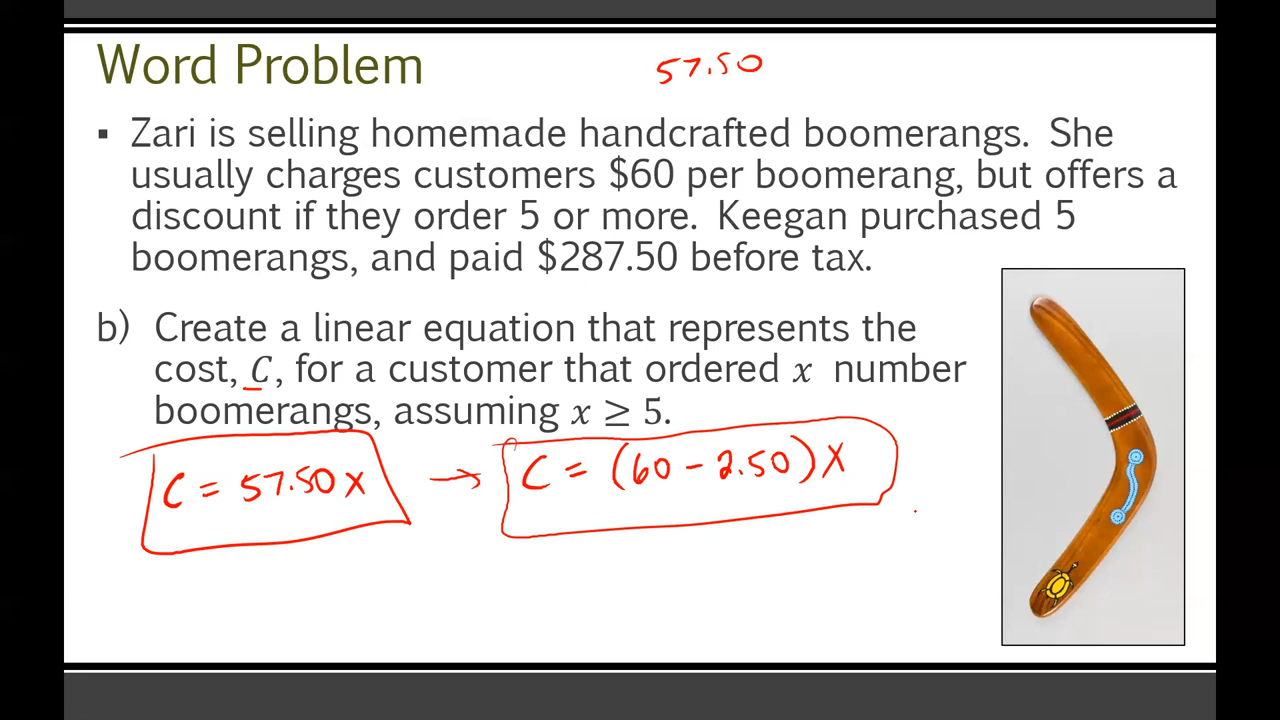 Word Problem
57.50
▪ Zari is selling homemade handcrafted boomerangs. She
usually charges customers $60 per boomerang, but offers a
discount if they order 5 or more. Keegan purchased 5
boomerangs, and paid $287.50 before tax.
b) Create a linear equation that represents the
cost, C, for a customer that ordered x number
boomerangs, assuming x ≥ 5.
C = 57.50x → C = (60 - 2.50)x